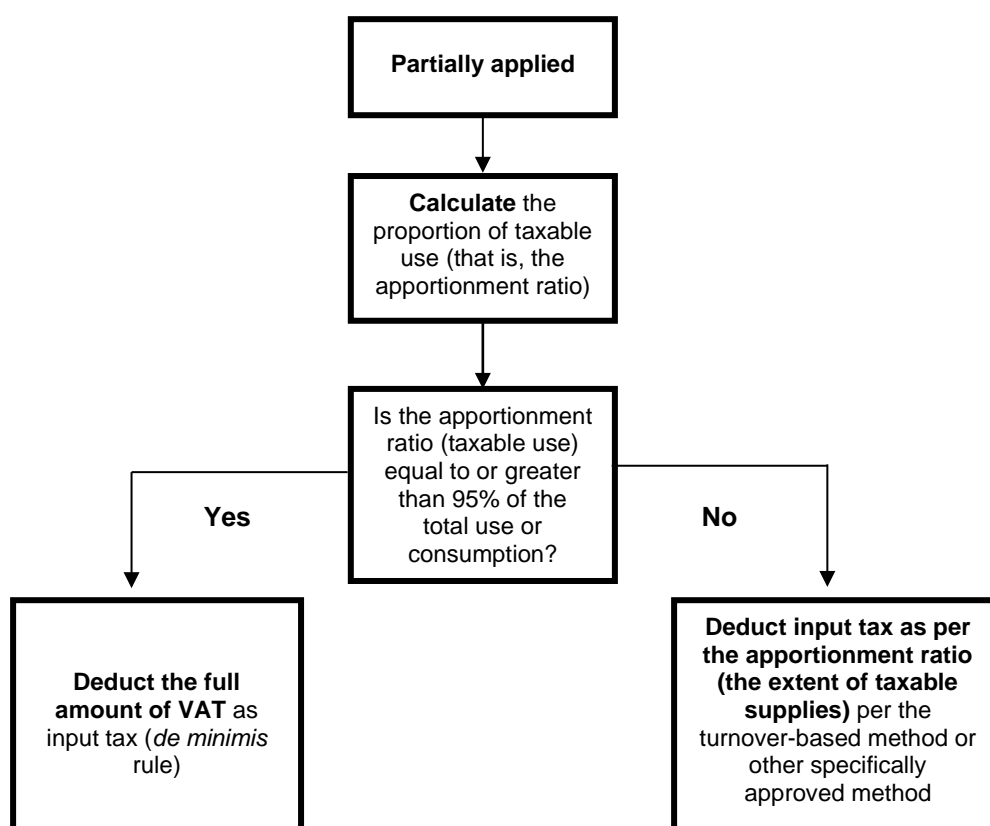 Partially applied
Calculate the
proportion of taxable
use (that is, the
apportionment ratio)
Is the apportionment
ratio (taxable use)
equal to or greater
than 95% of the
total use or
consumption?
Yes
No
Deduct the full
amount of VAT as
input tax (de minimis
rule)
Deduct input tax as per
the apportionment ratio
(the extent of taxable
supplies) per the
turnover-based method or
other specifically
approved method